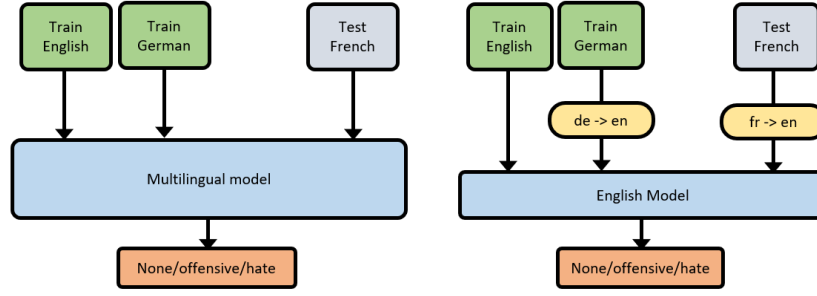 Train
English
Train
German
Test
French
Multilingual model
None/offensive/hate
Train
English
Train
German
Test
French
de -> en
fr -> en
English Model
None/offensive/hate